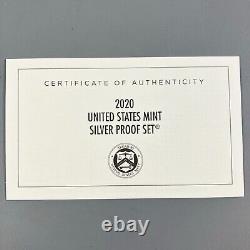 CERTIFICATE OF AUTHENTICITY
2020
UNITED STATES MINT
SILVER PROOF SET®